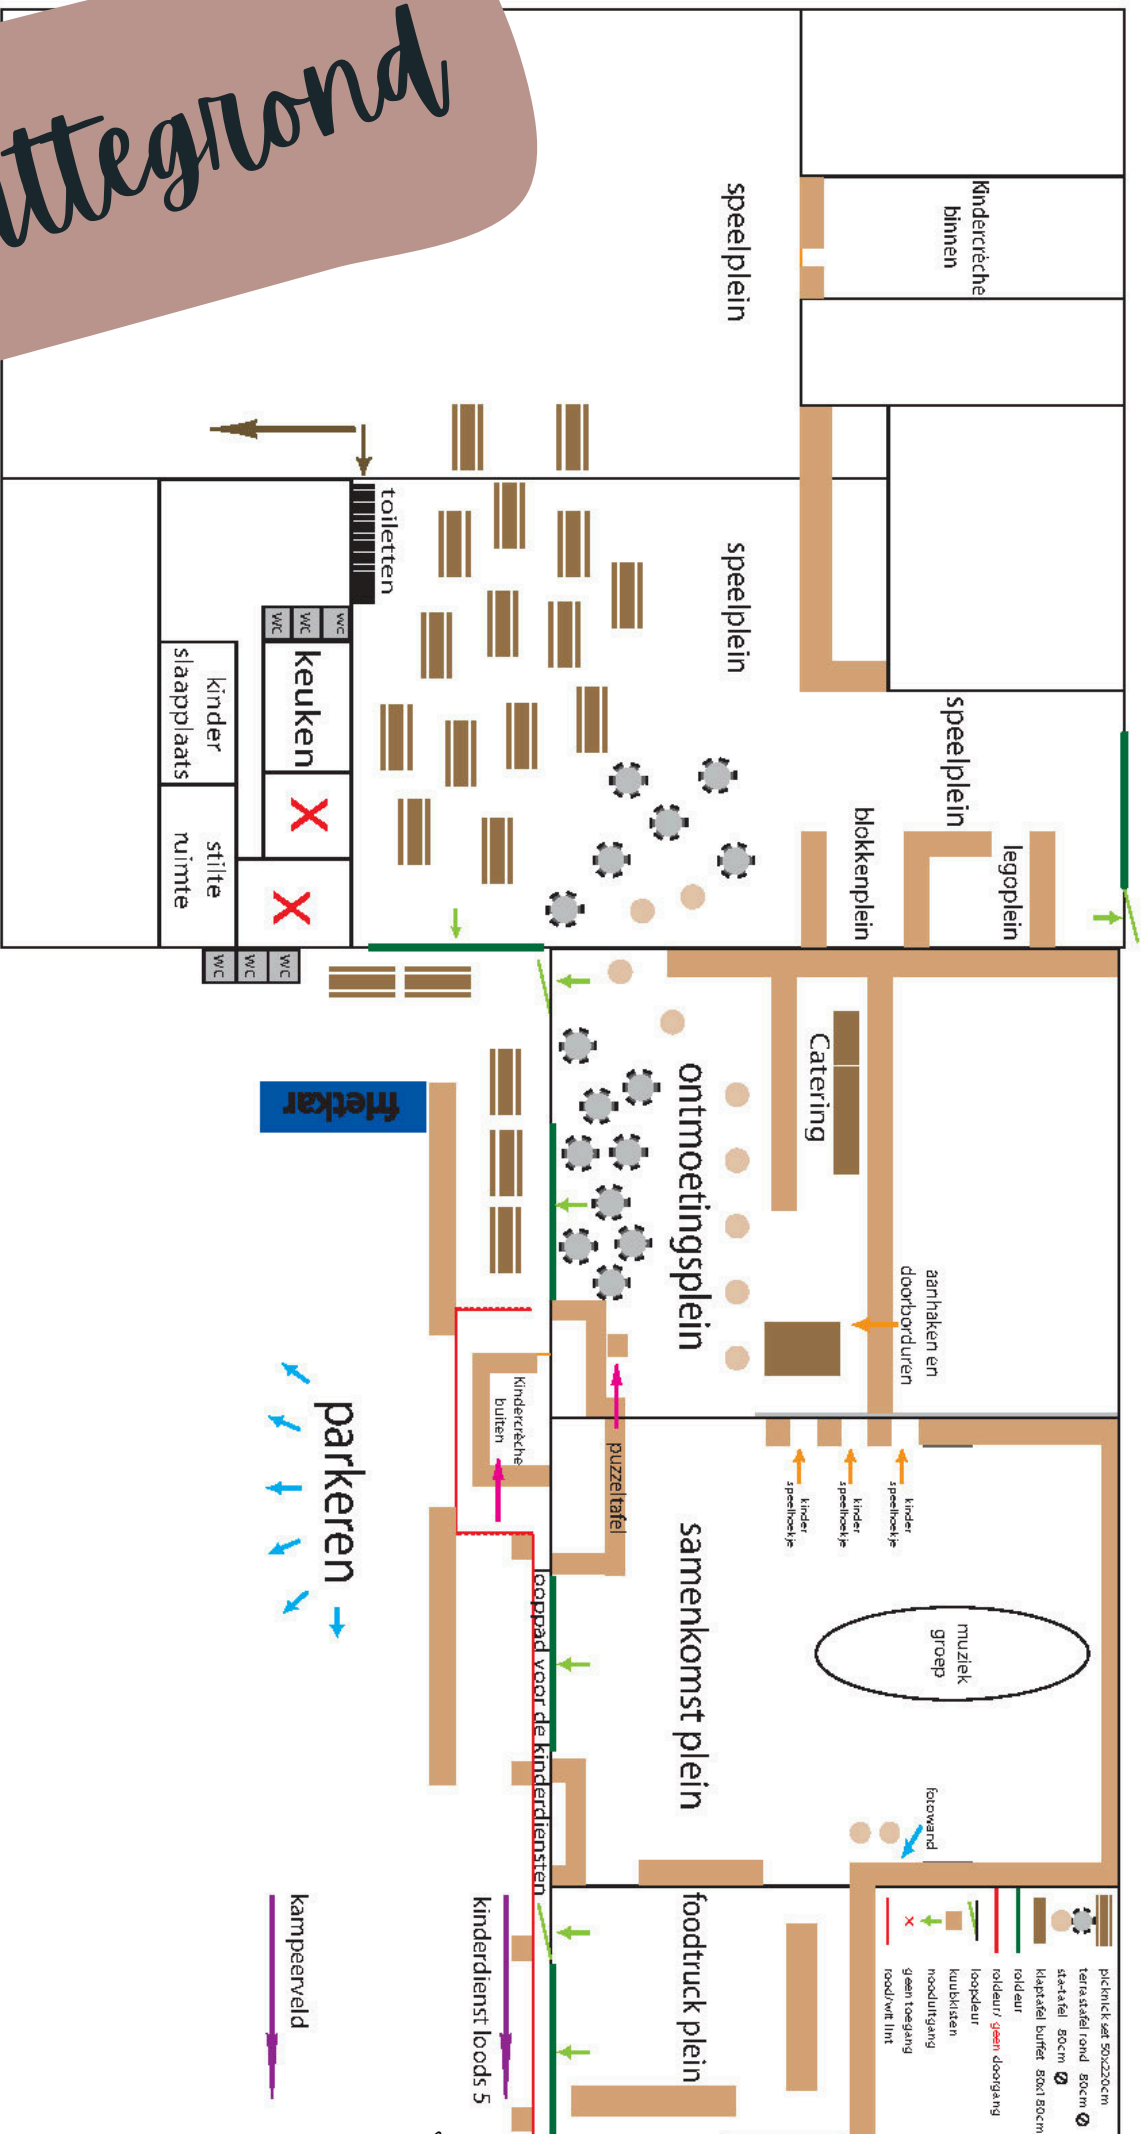 attegrond
speelplein
Kindercrèche
binnen
toiletten
speelplein
wc
wc
wc
keuken
kinder
slaapplaats
X
stilte
ruimte
X
speelplein
blokkenplein
legoplein
wc
wc
wc
frietkar
Catering
ontmoetingsplein
aanhaken en
doorborduren
Kindercrèche
buiten
puzzeltafel
kinder
speelhoekje
kinder
speelhoekje
kinder
speelhoekje
parkeren
samenkomst plein
muziek
groep
looppad voor de kinderdiensten
fotowand
kampeerveld
kinderdienst loods 5
foodtruck plein
picknick set 50x220cm
terrastafel rond 80cm ⌀
sta-tafel 80cm ⌀
klaptafel buffet 80x180cm
roldeur
roldeur/ geen doorgang
loopdeur
kuubkisten
nooduitgang
x geen toegang
rood/wit lint